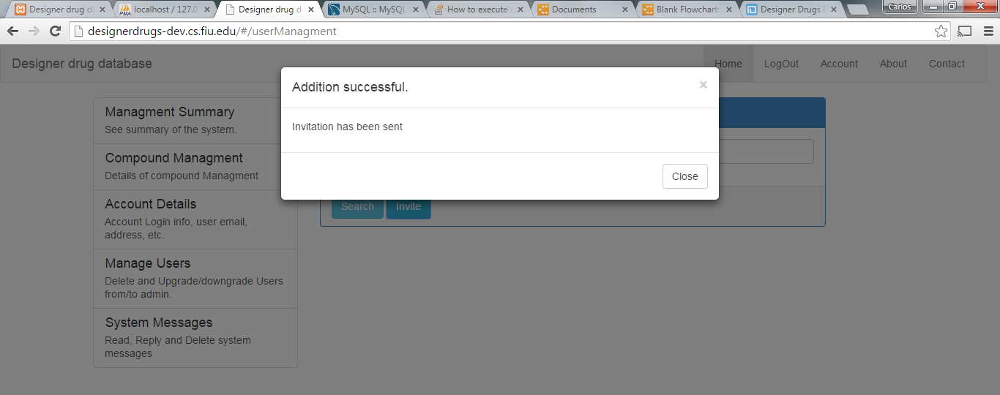 Designer drug da
localhost / 127.0
Designer drug d
MySQL :: MySQL
How to execute
Documents
Blank Flowchart:
Designer Drugs
Carlos
designerdrugs-dev.cs.fiu.edu/#/userManagment
Designer drug database
Home
LogOut
Account
About
Contact
Addition successful.
×
Invitation has been sent
Close
Managment Summary
See summary of the system.
Compound Managment
Details of compound Managment
Account Details
Account Login info, user email,
address, etc.
Manage Users
Delete and Upgrade/downgrade Users
from/to admin.
System Messages
Read, Reply and Delete system
messages
Search
Invite